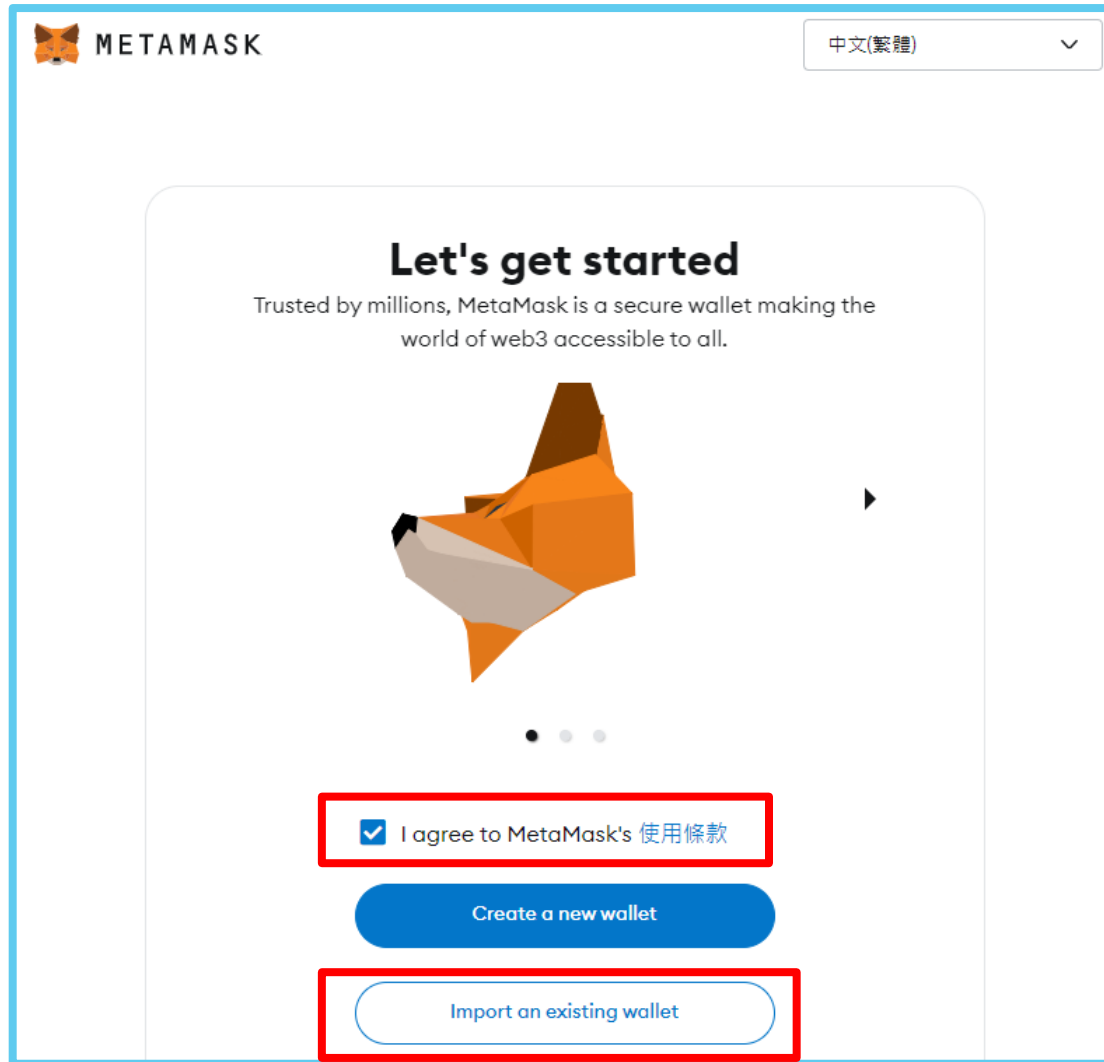 METAMASK
中文(繁體)
Let's get started
Trusted by millions, MetaMask is a secure wallet making the
world of web3 accessible to all.
I agree to MetaMask's 使用條款
Create a new wallet
Import an existing wallet